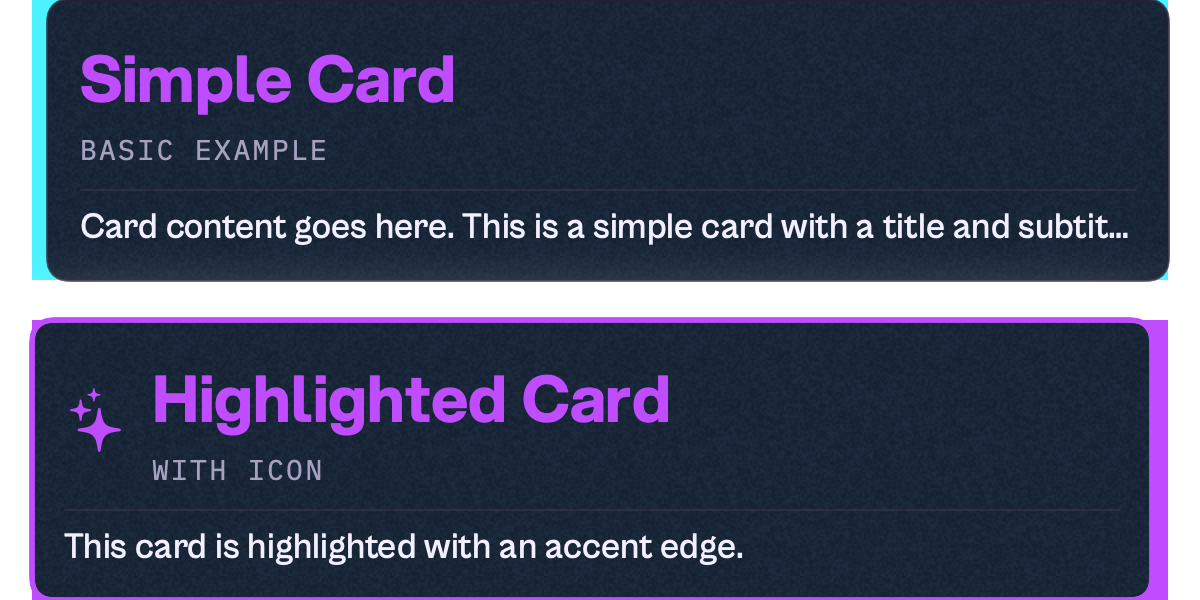 Simple Card
BASIC EXAMPLE
Card content goes here. This is a simple card with a title and subtit...
Highlighted Card
WITH ICON
This card is highlighted with an accent edge.